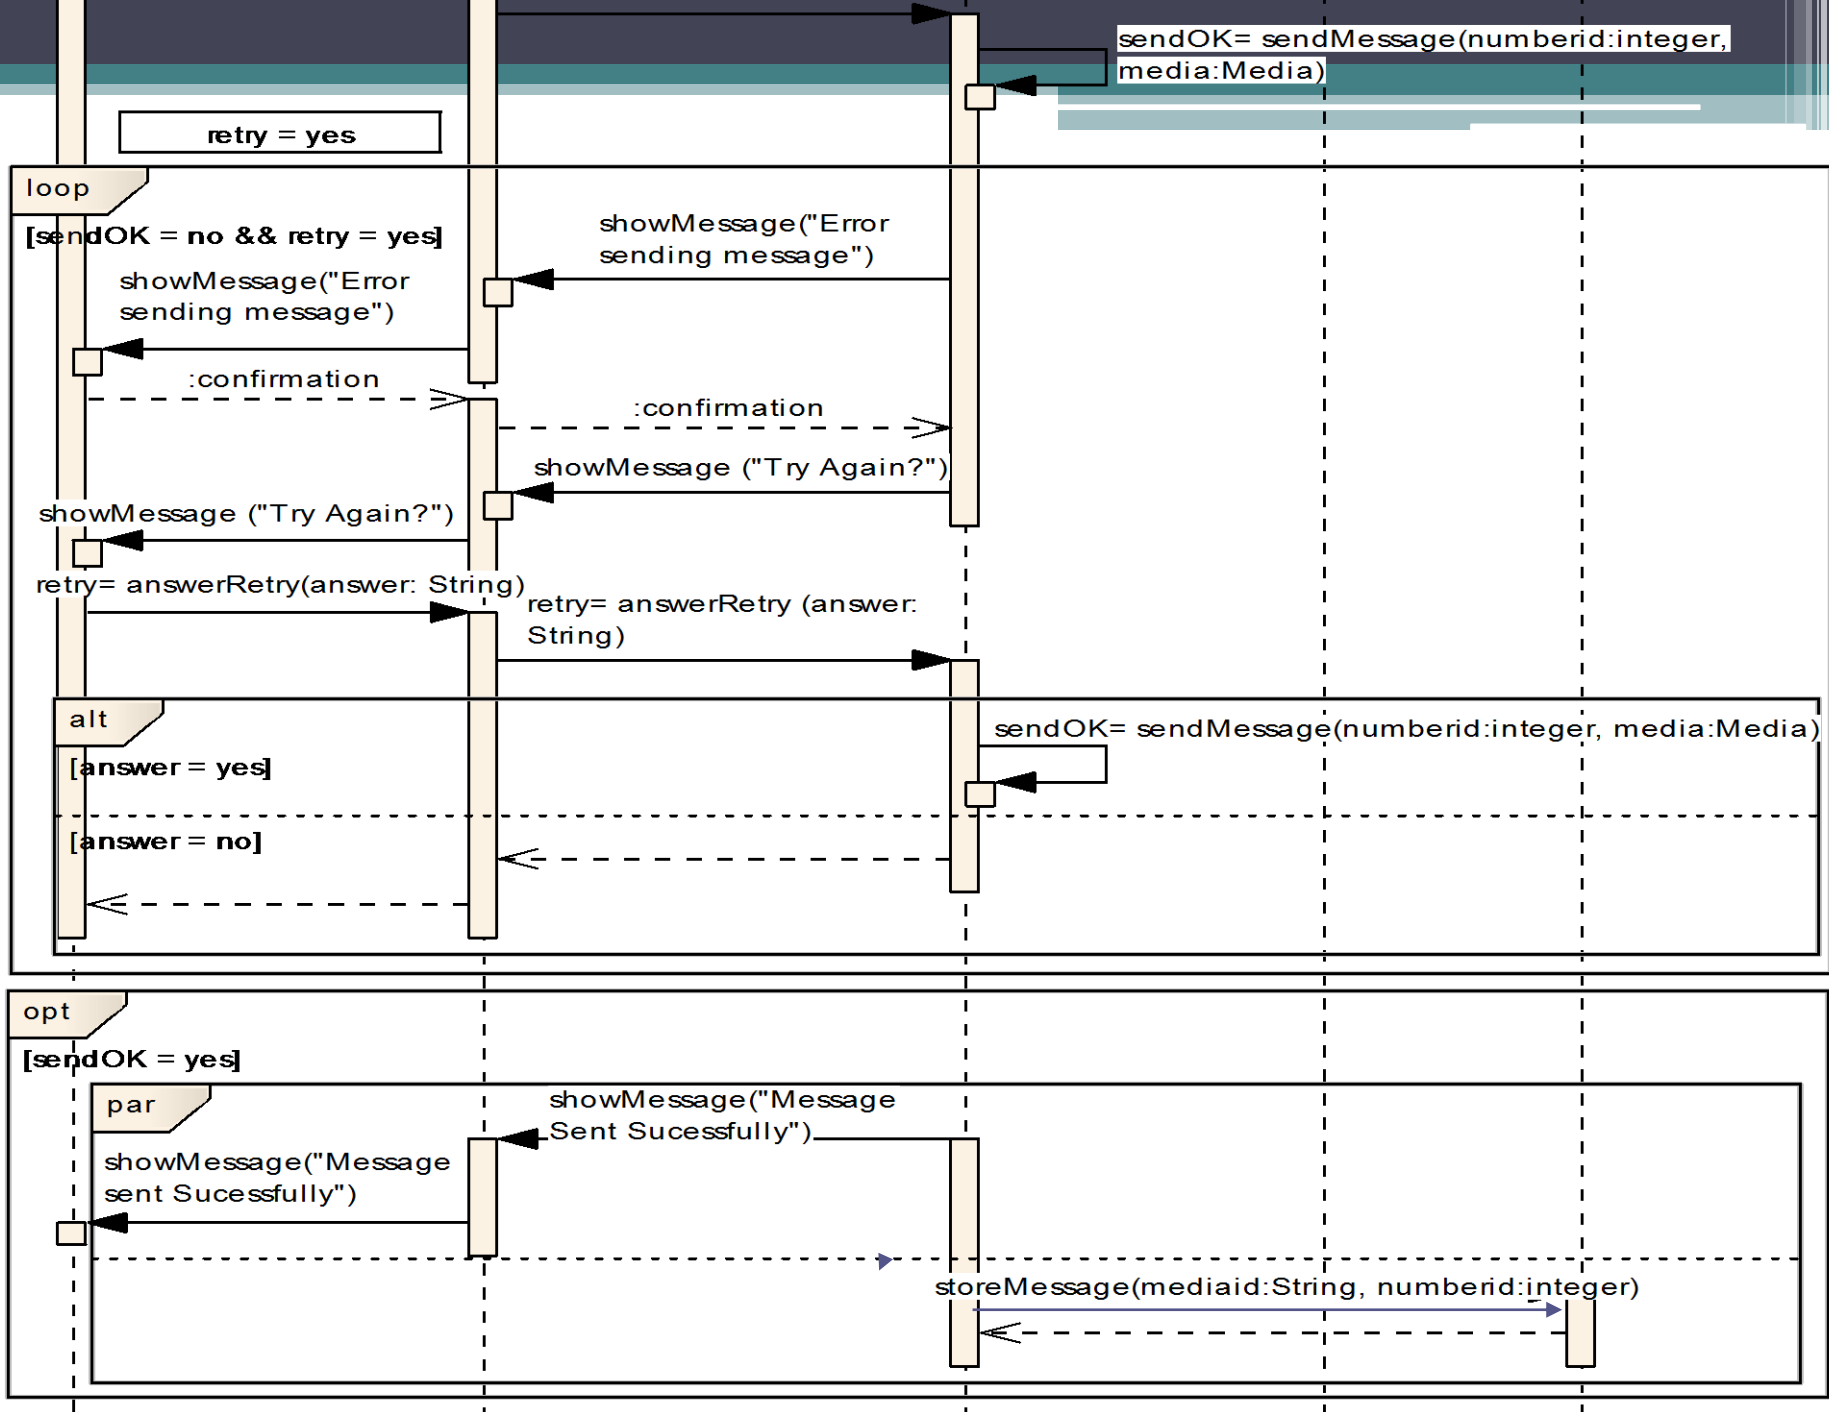 sendOK= sendMessage(numberid:integer,
media:Media)
retry = yes
loop
[sendOK = no && retry = yes]
showMessage("Error
sending message")
showMessage("Error
sending message")
:confirmation
:confirmation
showMessage ("Try Again?")
showMessage ("Try Again?")
retry= answerRetry(answer: String)
retry= answerRetry (answer:
String)
alt
sendOK= sendMessage(numberid:integer, media:Media)
[answer = yes]
[answer = no]
opt
[sendOK = yes]
par
showMessage("Message
Sent Sucessfully")
showMessage("Message
sent Sucessfully")
storeMessage(mediaid:String, numberid:integer)